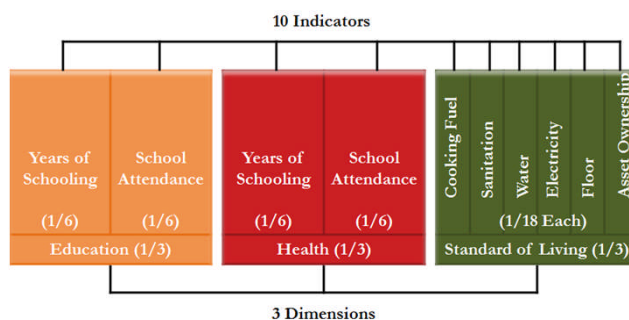 10 Indicators
Years of
Schooling
(1/6)
School
Attendance
(1/6)
Education (1/3)
Years of
Schooling
(1/6)
School
Attendance
(1/6)
Health (1/3)
Cooking Fuel
Sanitation
Water
Electricity
Floor
Asset Ownership
(1/18 Each)
Standard of Living (1/3)
3 Dimensions